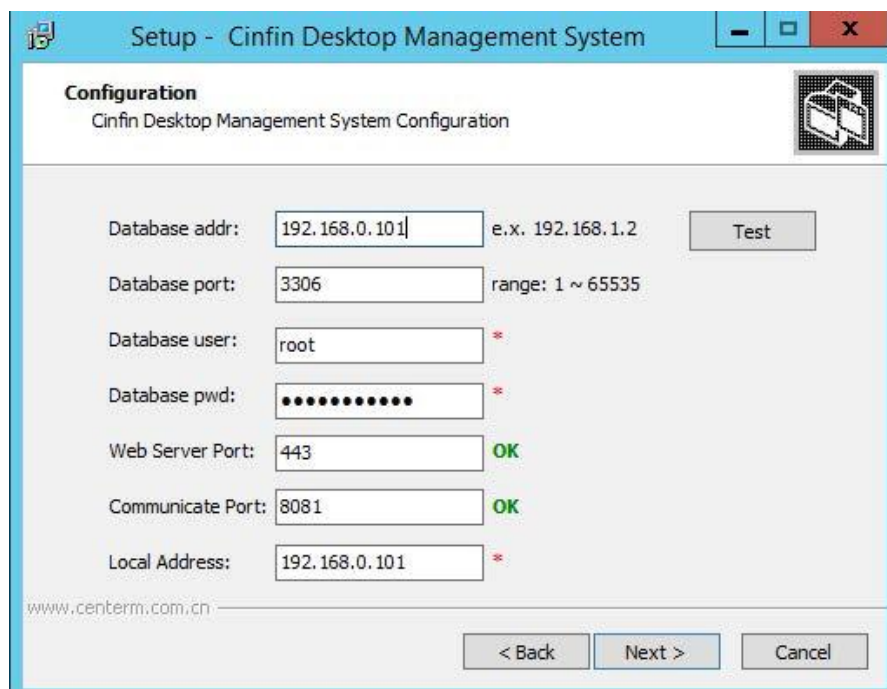 Setup - Cinfin Desktop Management System
Configuration
Cinfin Desktop Management System Configuration
Database addr: 192.168.0.101 e.x. 192.168.1.2 Test
Database port: 3306 range: 1 ~ 65535
Database user: root *
Database pwd: ●●●●●●●●●●● *
Web Server Port: 443 OK
Communicate Port: 8081 OK
Local Address: 192.168.0.101 *
www.centerm.com.cn
< Back Next > Cancel